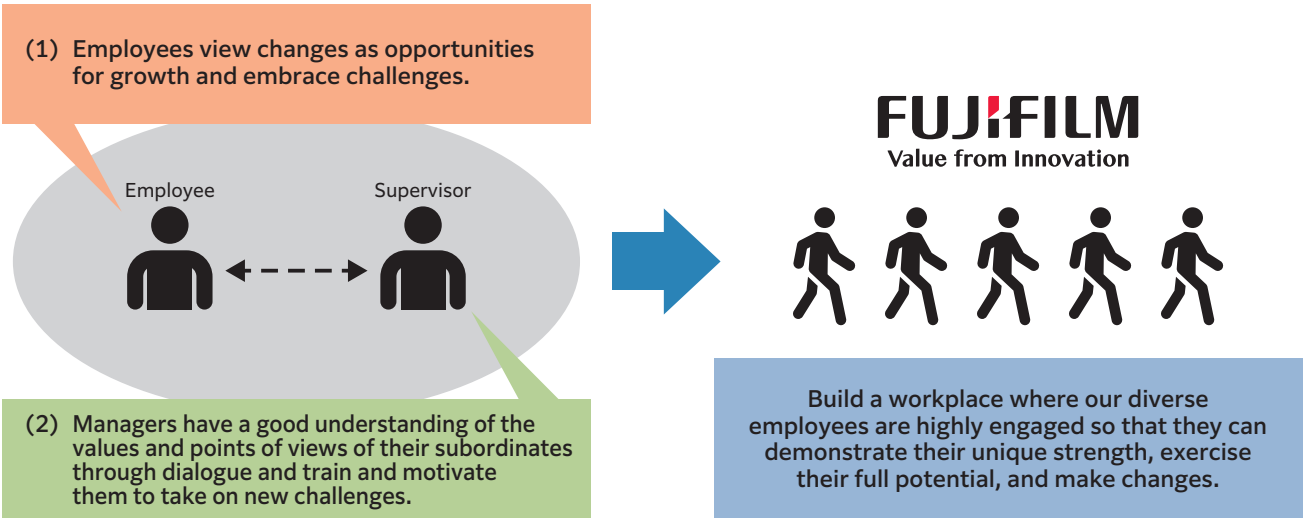 (1) Employees view changes as opportunities
for growth and embrace challenges.
Employee
Supervisor
(2) Managers have a good understanding of the
values and points of views of their subordinates
through dialogue and train and motivate
them to take on new challenges.
FUJIFILM
Value from Innovation
Build a workplace where our diverse
employees are highly engaged so that they can
demonstrate their unique strength, exercise
their full potential, and make changes.